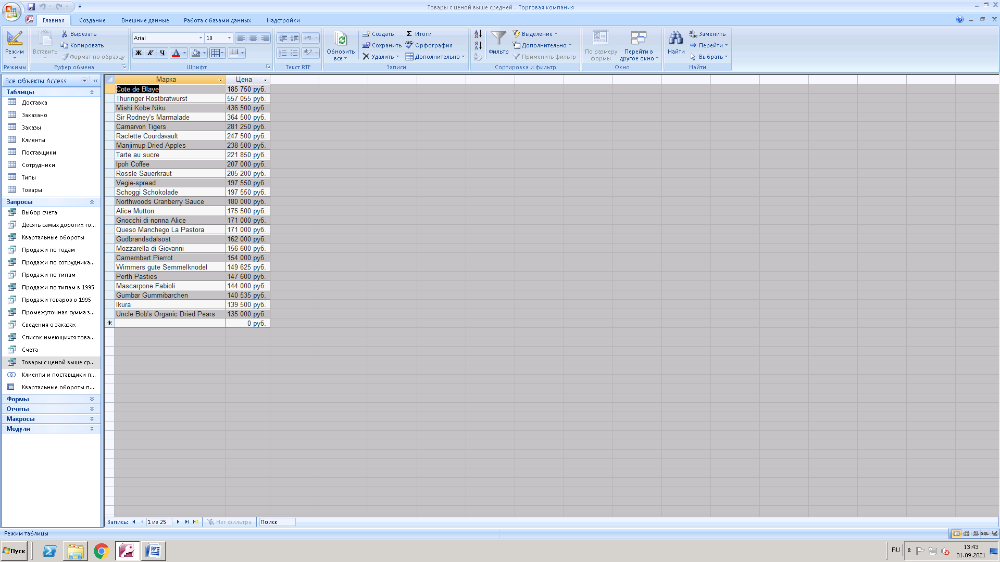 Товары с ценой выше средней - Торговая компания
Главная Создание Внешние данные Работа с базами данных Надстройки
Режим
Режимы
Вставить
Вырезать
Копировать
Формат по образцу
Буфер обмена
Arial 10
Ж К Ч А
Шрифт
Текст RTF
Обновить все
Создать
Сохранить
Удалить
Итоги
Орфография
Дополнительно
Записи
Фильтр
Выделение
Дополнительно
Применить фильтр
Сортировка и фильтр
По размеру формы
Перейти в другое окно
Окно
Найти
Заменить
Перейти
Выбрать
Найти
Все объекты Access
Таблицы
Доставка
Заказано
Заказы
Клиенты
Поставщики
Сотрудники
Типы
Товары
Запросы
Выбор счета
Десять самых дорогих то...
Квартальные обороты
Продажи по годам
Продажи по сотрудника...
Продажи по типам
Продажи по типам в 1995
Продажи товаров в 1995
Промежуточная сумма з...
Сведения о заказах
Список имеющихся това...
Счета
Товары с ценой выше ср...
Клиенты и поставщики п...
Квартальные обороты п...
Формы
Отчеты
Макросы
Модули
Марка Цена
Cote de Blaye 185 750 руб.
Thuringer Rostbratwurst 557 055 руб.
Mishi Kobe Niku 436 500 руб.
Sir Rodney's Marmalade 364 500 руб.
Carnarvon Tigers 281 250 руб.
Raclette Courdavault 247 500 руб.
Manjimup Dried Apples 238 500 руб.
Tarte au sucre 221 850 руб.
Ipoh Coffee 207 000 руб.
Rossle Sauerkraut 205 200 руб.
Vegie-spread 197 550 руб.
Schoggi Schokolade 197 550 руб.
Northwoods Cranberry Sauce 180 000 руб.
Alice Mutton 175 500 руб.
Gnocchi di nonna Alice 171 000 руб.
Queso Manchego La Pastora 171 000 руб.
Gudbrandsdalsost 162 000 руб.
Mozzarella di Giovanni 156 600 руб.
Camembert Pierrot 154 000 руб.
Wimmers gute Semmelknodel 149 625 руб.
Perth Pasties 147 600 руб.
Mascarpone Fabioli 144 000 руб.
Gumbar Gummibarchen 140 535 руб.
Ikura 139 500 руб.
Uncle Bob's Organic Dried Pears 135 000 руб.
0 руб.
Запись: 1 из 25 Нет фильтра Поиск
Режим таблицы
SQL
Пуск
RU
13:43
01.09.2021